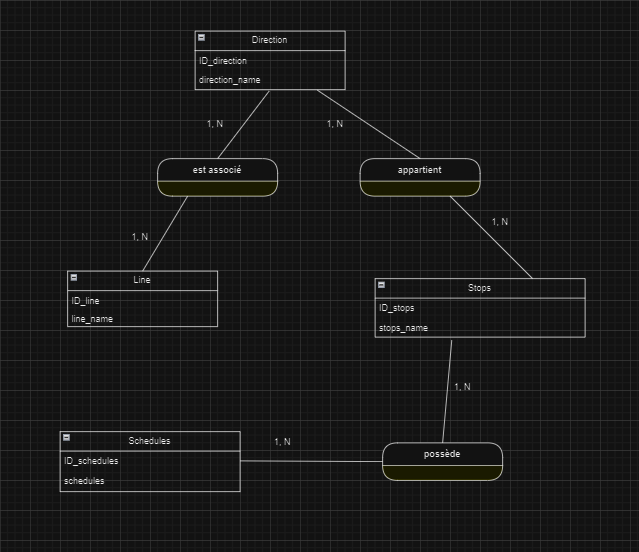 Direction
ID_direction
direction_name
1, N
1, N
est associé
appartient
1, N
1, N
Line
ID_line
line_name
Stops
ID_stops
stops_name
1, N
Schedules
ID_schedules
schedules
1, N
possède